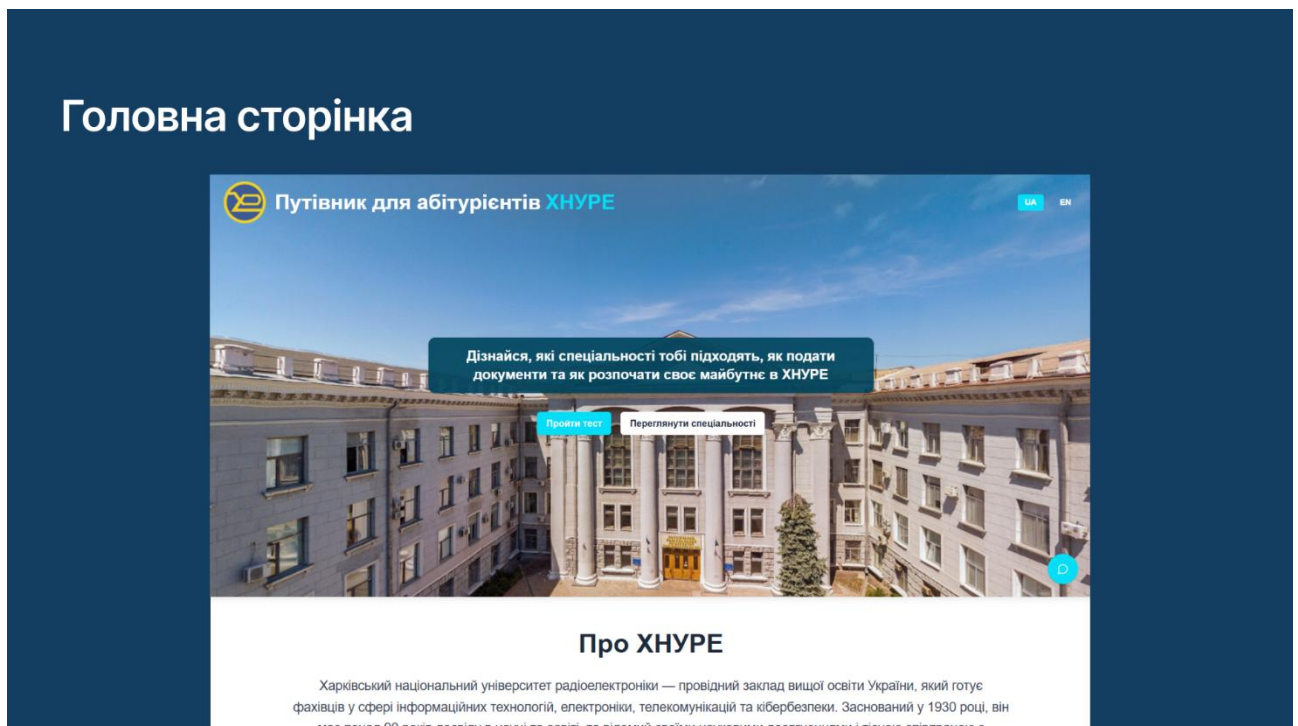 Головна сторінка
Путівник для абітурієнтів ХНУРЕ
UA EN
Дізнайся, які спеціальності тобі підходять, як подати
документи та як розпочати своє майбутнє в ХНУРЕ
Пройти тест Переглянути спеціальності
Про ХНУРЕ
Харківський національний університет радіоелектроніки — провідний заклад вищої освіти України, який готує
фахівців у сфері інформаційних технологій, електроніки, телекомунікацій та кібербезпеки. Заснований у 1930 році, він